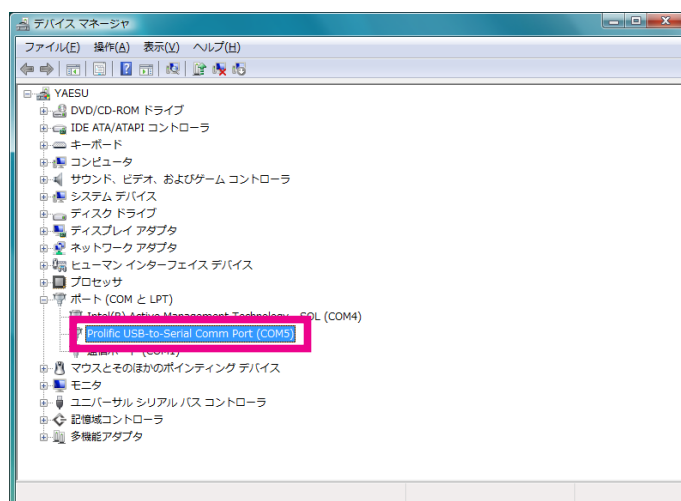 デバイス マネージャ
ファイル(F) 操作(A) 表示(V) ヘルプ(H)
YAESU
DVD/CD-ROM ドライブ
IDE ATA/ATAPI コントローラ
キーボード
コンピュータ
サウンド、ビデオ、およびゲーム コントローラ
システム デバイス
ディスク ドライブ
ディスプレイ アダプタ
ネットワーク アダプタ
ヒューマン インターフェイス デバイス
プロセッサ
ポート (COM と LPT)
Intel(R) Active Management Technology - SOL (COM4)
Prolific USB-to-Serial Comm Port (COM5)
通信ポート (COM1)
マウスとそのほかのポインティング デバイス
モニタ
ユニバーサル シリアル バス コントローラ
記憶域コントローラ
多機能アダプタ